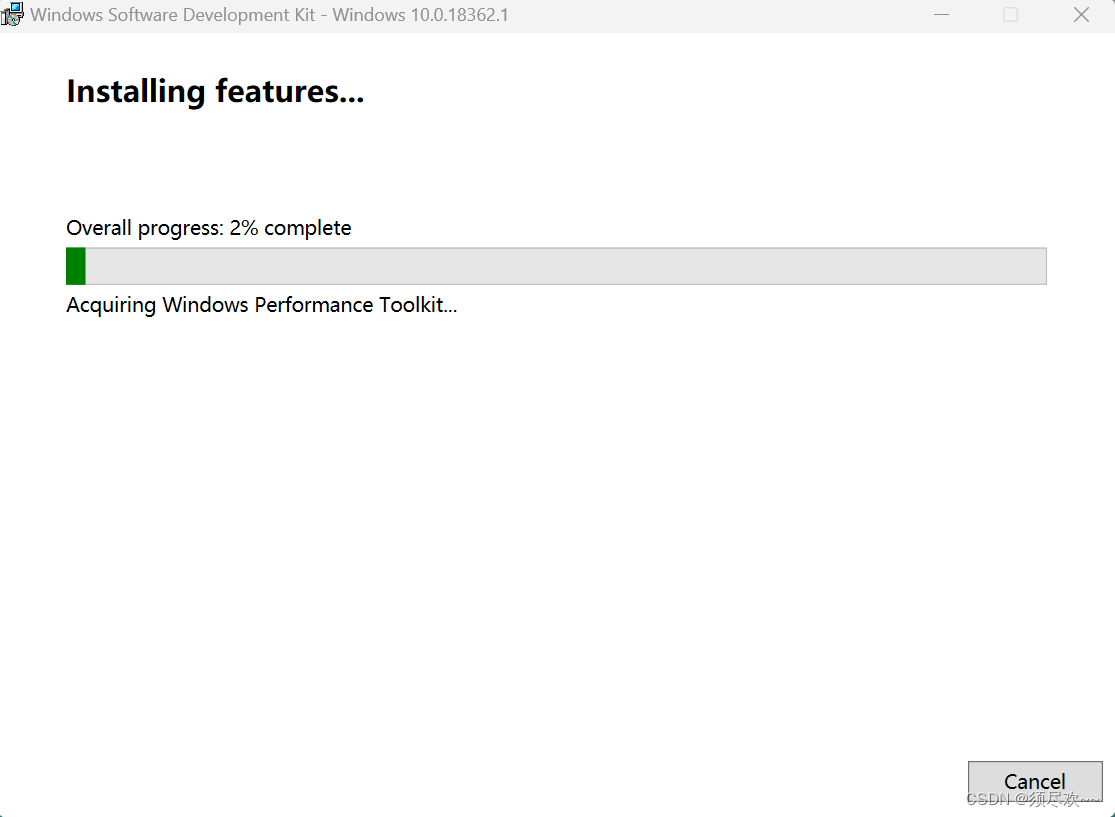 Windows Software Development Kit - Windows 10.0.18362.1
Installing features...
Overall progress: 2% complete
Acquiring Windows Performance Toolkit...
Cancel
CSDN @须尽欢~~